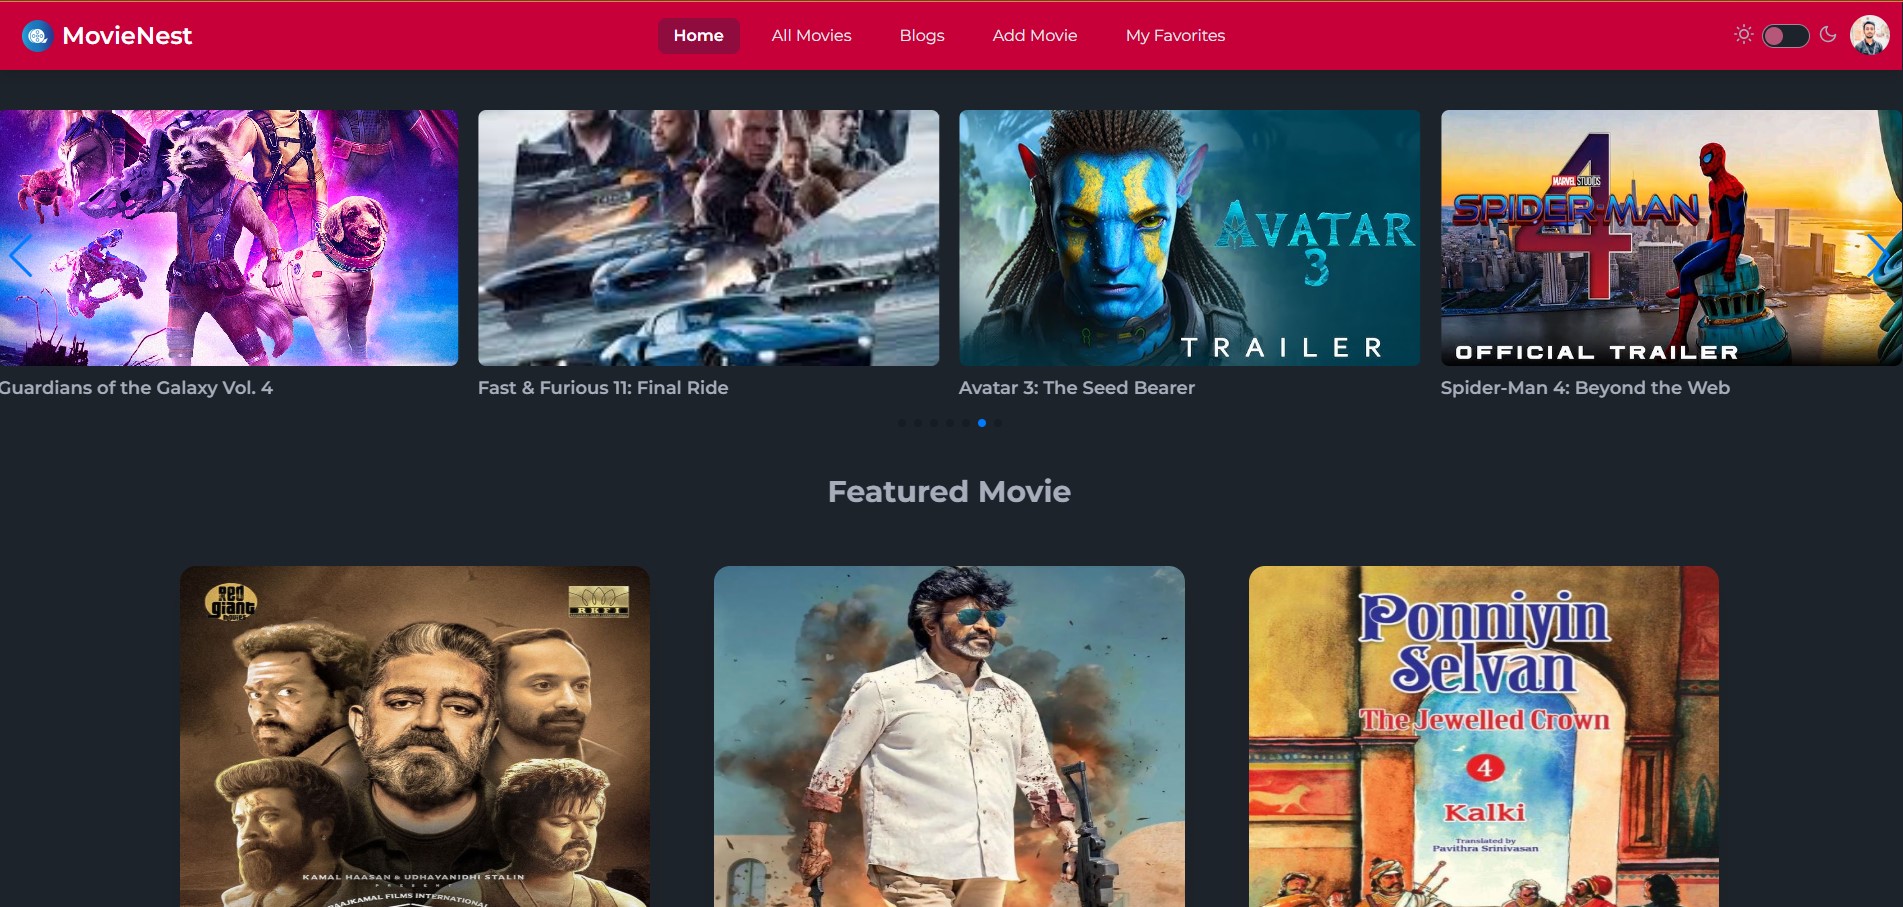 MovieNest
Home
All Movies
Blogs
Add Movie
My Favorites
AVATAR
3
TRAILER
4
MARVEL STUDIOS
SPIDER-MAN
OFFICIAL TRAILER
Guardians of the Galaxy Vol. 4
Fast & Furious 11: Final Ride
Avatar 3: The Seed Bearer
Spider-Man 4: Beyond the Web
Featured Movie
Red
giant
movies
RKFI
KAMAL HAASAN & UDHAYANIDHI STALIN
PRESENT
RAAJKAMAL FILMS INTERNATIONAL
Ponniyin
Selvan
The Jewelled Crown
4
Kalki
Translated by
Pavithra Srinivasan